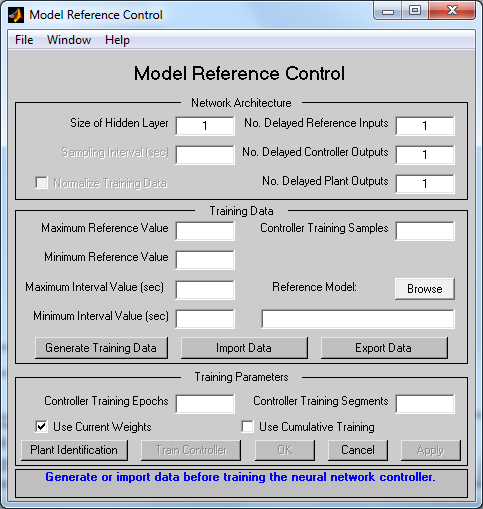 Model Reference Control
File Window Help
Model Reference Control
Network Architecture
Size of Hidden Layer 1 No. Delayed Reference Inputs 1
Sampling Interval (sec) No. Delayed Controller Outputs 1
Normalize Training Data No. Delayed Plant Outputs 1
Training Data
Maximum Reference Value Controller Training Samples
Minimum Reference Value
Maximum Interval Value (sec) Reference Model: Browse
Minimum Interval Value (sec)
Generate Training Data Import Data Export Data
Training Parameters
Controller Training Epochs Controller Training Segments
Use Current Weights Use Cumulative Training
Plant Identification Train Controller OK Cancel Apply
Generate or import data before training the neural network controller.